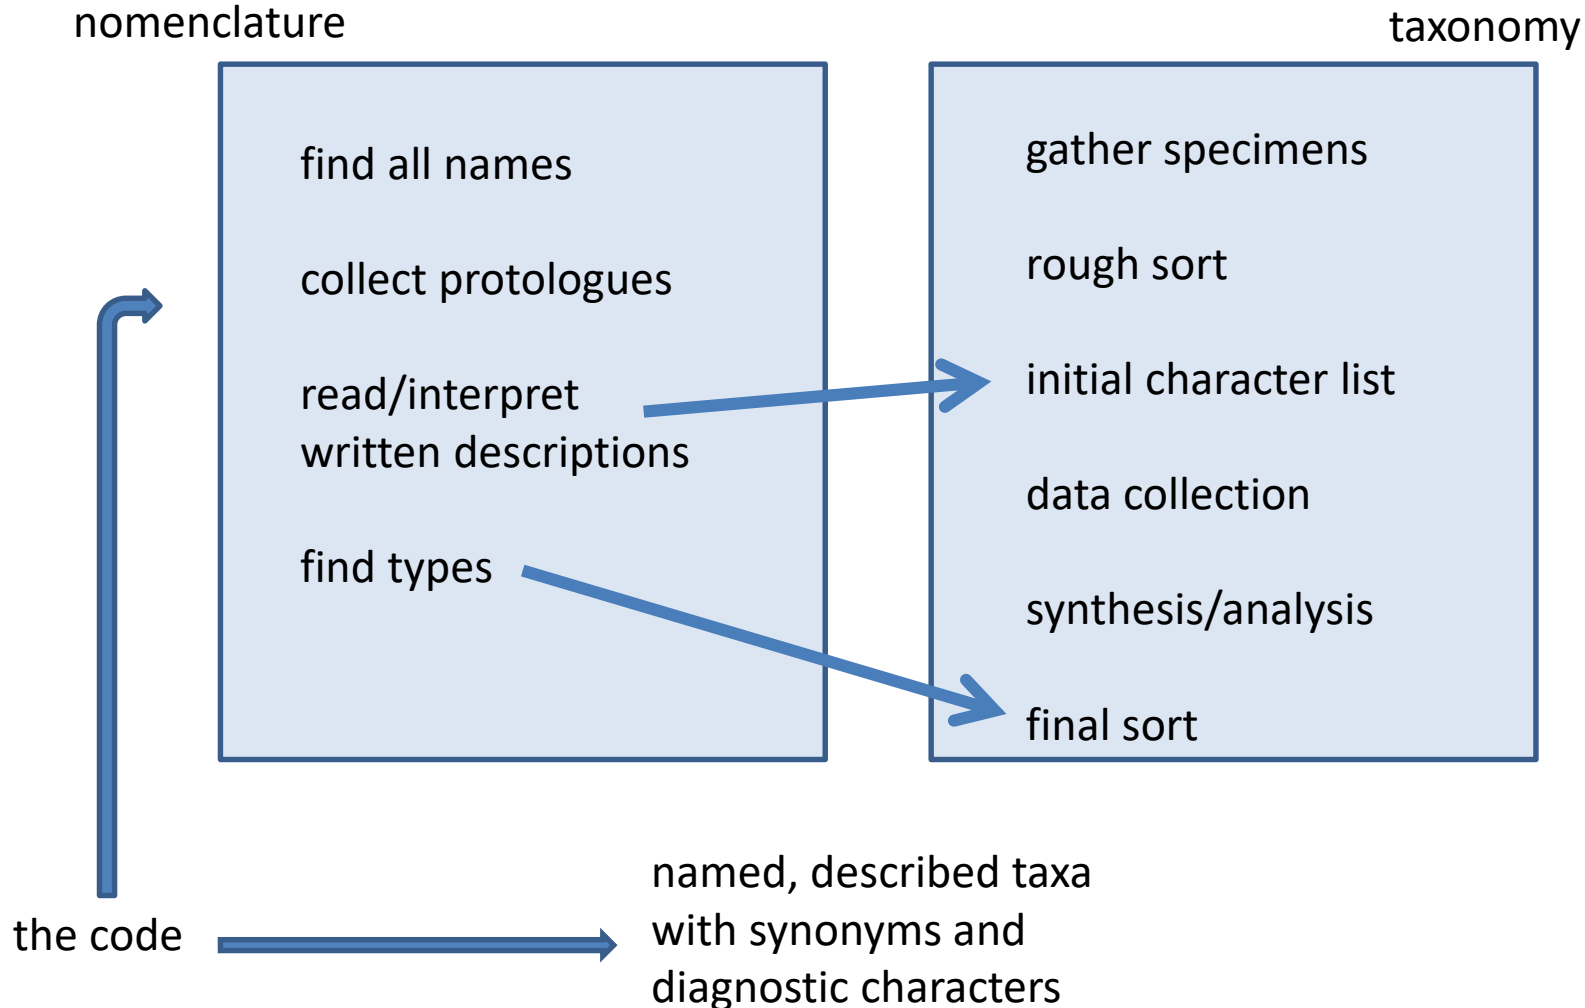 nomenclature
taxonomy
find all names
collect protologues
read/interpret
written descriptions
find types
gather specimens
rough sort
initial character list
data collection
synthesis/analysis
final sort
the code
named, described taxa
with synonyms and
diagnostic characters